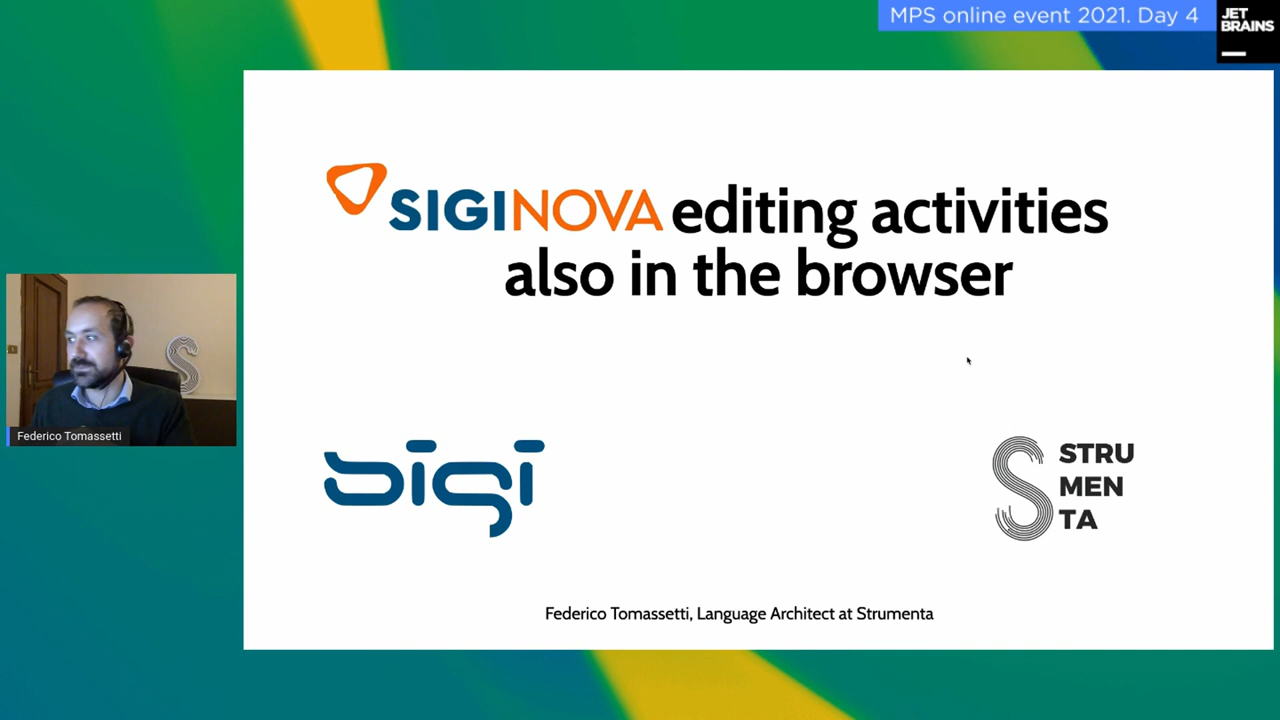 MPS online event 2021. Day 4
JET
BRAINS
SIGINOVA editing activities
also in the browser
Federico Tomassetti
sigi
STRU
MEN
TA
Federico Tomassetti, Language Architect at Strumenta